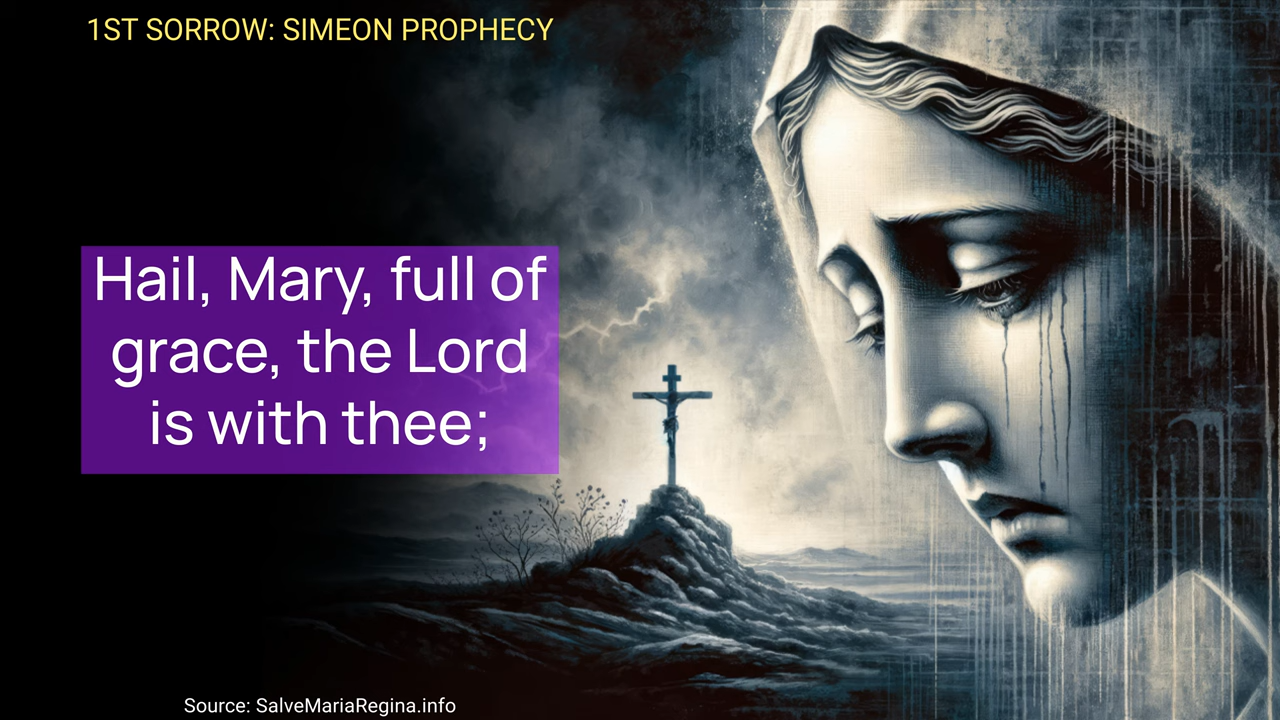 1ST SORROW: SIMEON PROPHECY
Hail, Mary, full of
grace, the Lord
is with thee;
Source: SalveMariaRegina.info